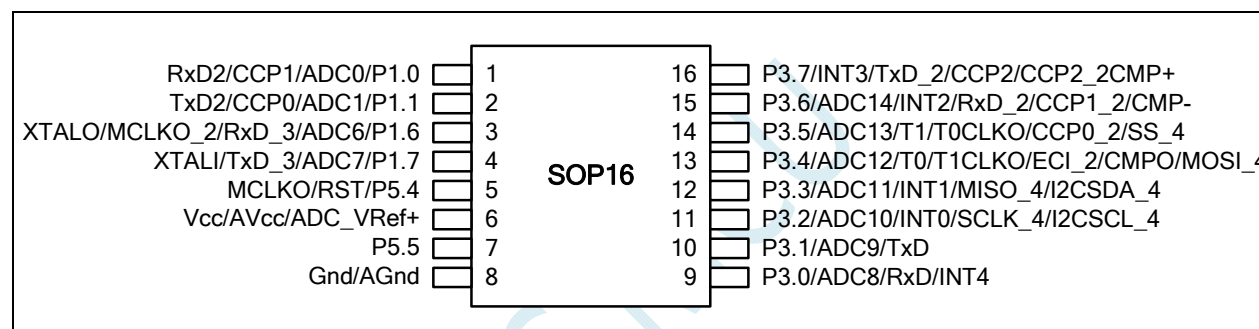 RxD2/CCP1/ADC0/P1.0 1 16 P3.7/INT3/TxD_2/CCP2/CCP2_2CMP+
TxD2/CCP0/ADC1/P1.1 2 15 P3.6/ADC14/INT2/RxD_2/CCP1_2/CMP-
XTALO/MCLKO_2/RxD_3/ADC6/P1.6 3 14 P3.5/ADC13/T1/T0CLKO/CCP0_2/SS_4
XTALI/TxD_3/ADC7/P1.7 4 SOP16 13 P3.4/ADC12/T0/T1CLKO/ECI_2/CMPO/MOSI_4
MCLKO/RST/P5.4 5 12 P3.3/ADC11/INT1/MISO_4/I2CSDA_4
Vcc/AVcc/ADC_VRef+ 6 11 P3.2/ADC10/INT0/SCLK_4/I2CSCL_4
P5.5 7 10 P3.1/ADC9/TxD
Gnd/AGnd 8 9 P3.0/ADC8/RxD/INT4